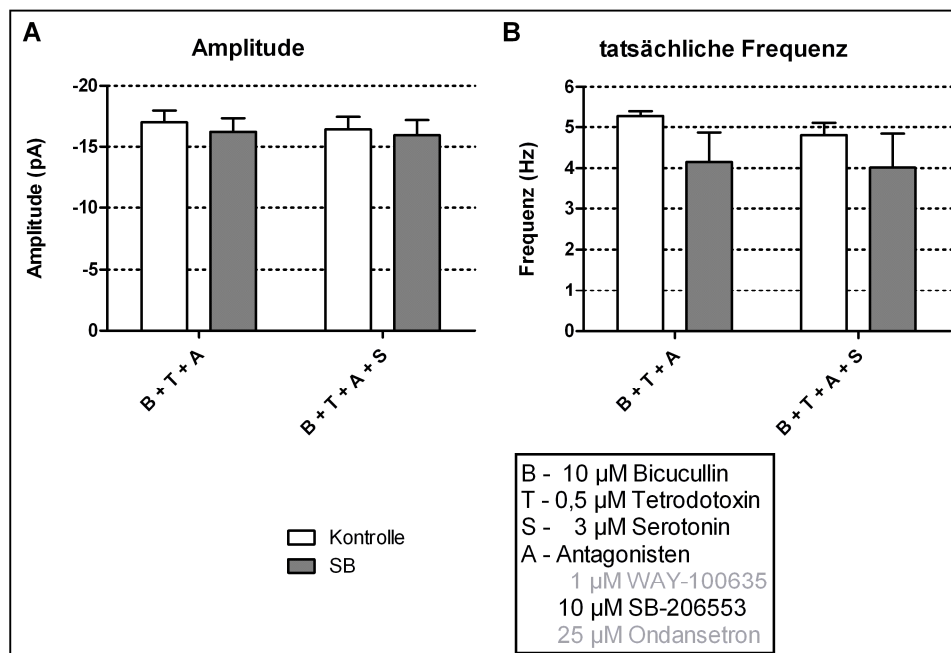 A
Amplitude
-20
-15
-10
-5
0
Amplitude (pA)
B + T + A
B + T + A + S
B
tatsächliche Frequenz
6
5
4
3
2
1
0
Frequenz (Hz)
B + T + A
B + T + A + S
Kontrolle
SB
B - 10 µM Bicucullin
T - 0,5 µM Tetrodotoxin
S - 3 µM Serotonin
A - Antagonisten
1 µM WAY-100635
10 µM SB-206553
25 µM Ondansetron